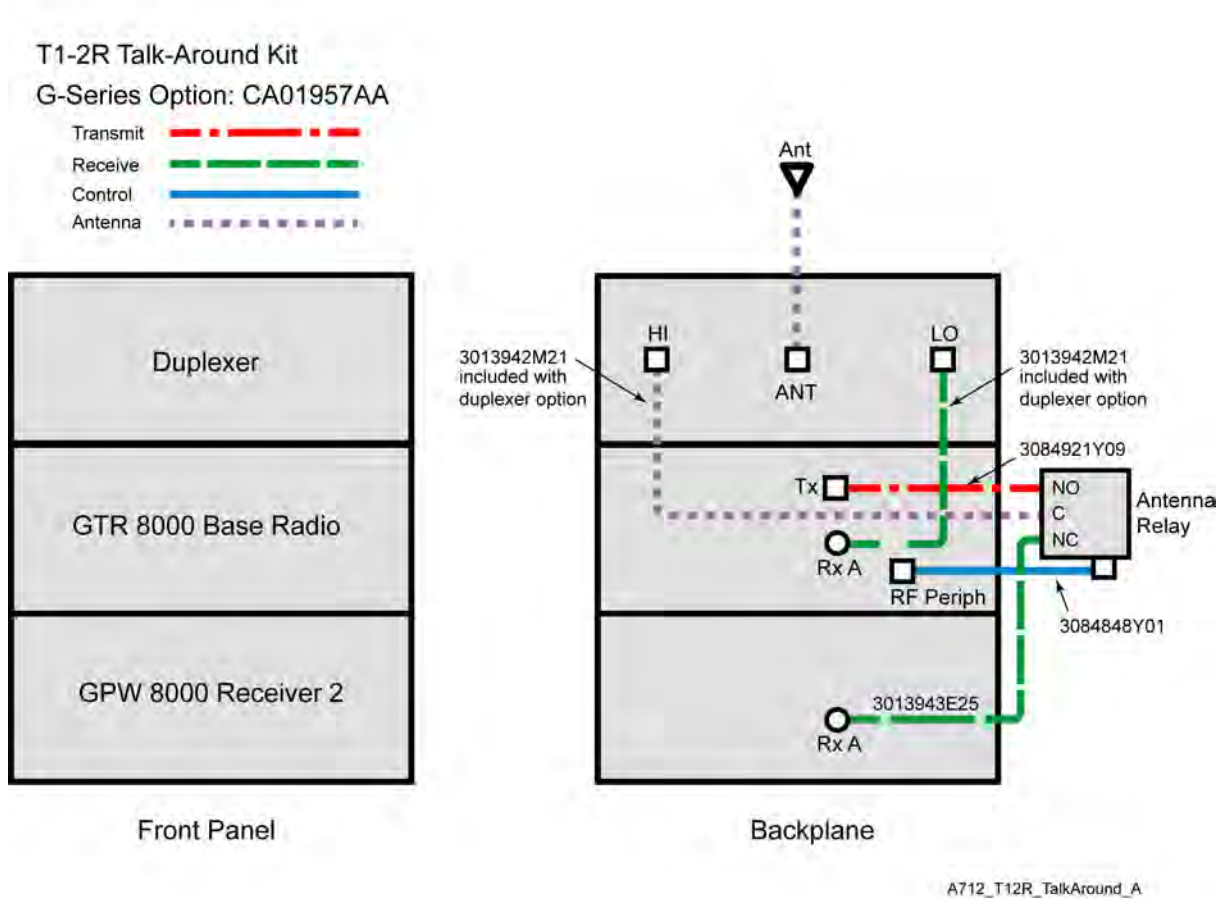 T1-2R Talk-Around Kit
G-Series Option: CA01957AA
Transmit
Receive
Control
Antenna
Ant
Duplexer
GTR 8000 Base Radio
GPW 8000 Receiver 2
Front Panel
HI
LO
ANT
3013942M21
included with
duplexer option
3013942M21
included with
duplexer option
3084921Y09
Tx
NO
C
NC
Antenna
Relay
Rx A
RF Periph
3084848Y01
3013943E25
Rx A
Backplane
A712_T12R_TalkAround_A